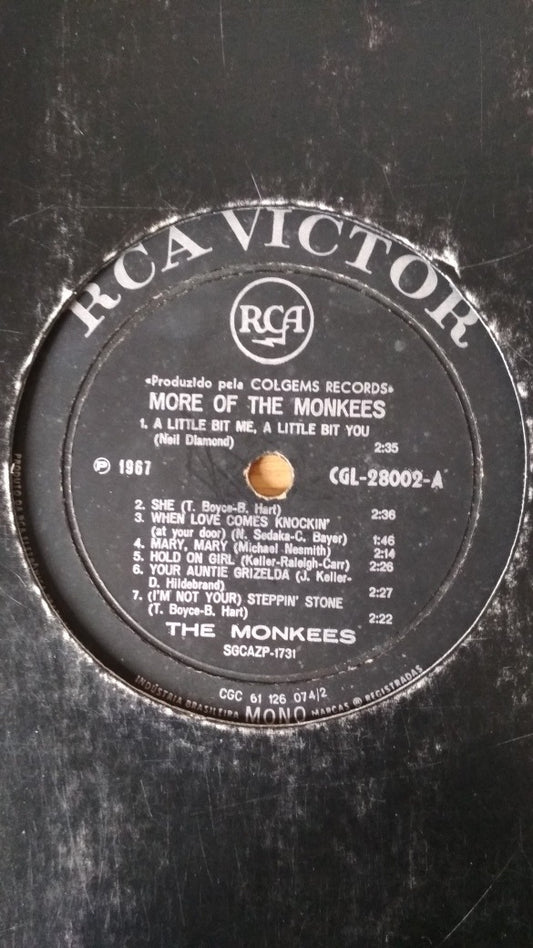 RCA VICTOR
RCA
«Produzido pela COLGEMS RECORDS»
MORE OF THE MONKEES
1. A LITTLE BIT ME, A LITTLE BIT YOU
(Neil Diamond) 2:35
℗ 1967 CGL-28002-A
2. SHE (T. Boyce-B. Hart) 2:36
3. WHEN LOVE COMES KNOCKIN'
(at your door) (N. Sedaka-C. Bayer) 1:46
4. MARY, MARY (Michael Nesmith) 2:14
5. HOLD ON GIRL (Keller-Raleigh-Carr) 2:26
6. YOUR AUNTIE GRIZELDA (J. Keller-
D. Hildebrand) 2:27
7. (I'M NOT YOUR) STEPPIN' STONE
(T. Boyce-B. Hart) 2:22
THE MONKEES
SGCAZP-1731
CGC 61 126 074/2
PRODUTO DA
INDÚSTRIA BRASILEIRA MONO MARCAS ® REGISTRADAS